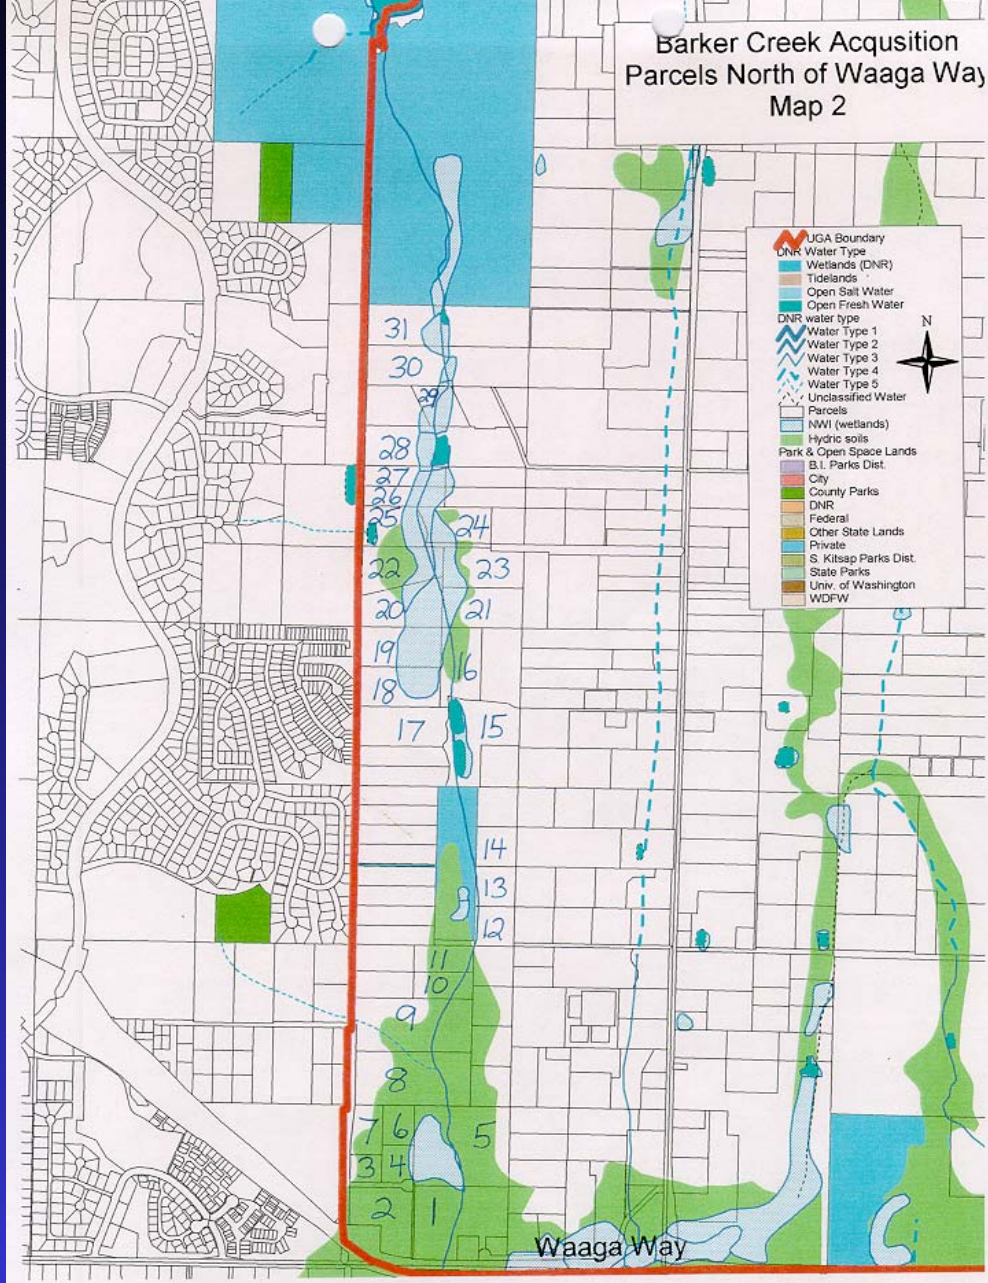 Barker Creek Acqusition
Parcels North of Waaga Way
Map 2
UGA Boundary
DNR Water Type
Wetlands (DNR)
Tidelands
Open Salt Water
Open Fresh Water
DNR water type
Water Type 1
Water Type 2
Water Type 3
Water Type 4
Water Type 5
Unclassified Water
Parcels
NWI (wetlands)
Hydric soils
Park & Open Space Lands
B.I. Parks Dist.
City
County Parks
DNR
Federal
Other State Lands
Private
S. Kitsap Parks Dist.
State Parks
Univ. of Washington
WDFW
N
31
30
29
28
27
26
25
24
22
23
20
21
19
16
18
17
15
14
13
12
11
10
9
8
7 6
5
3 4
2
1
Waaga Way